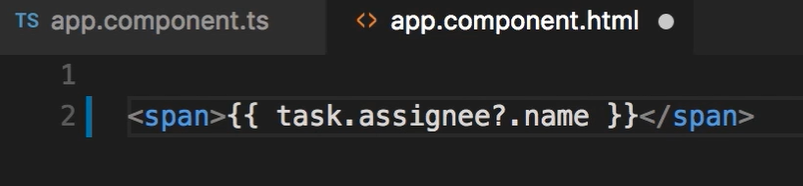 TS app.component.ts <> app.component.html
1
2 <span>{{ task.assignee?.name }}</span>